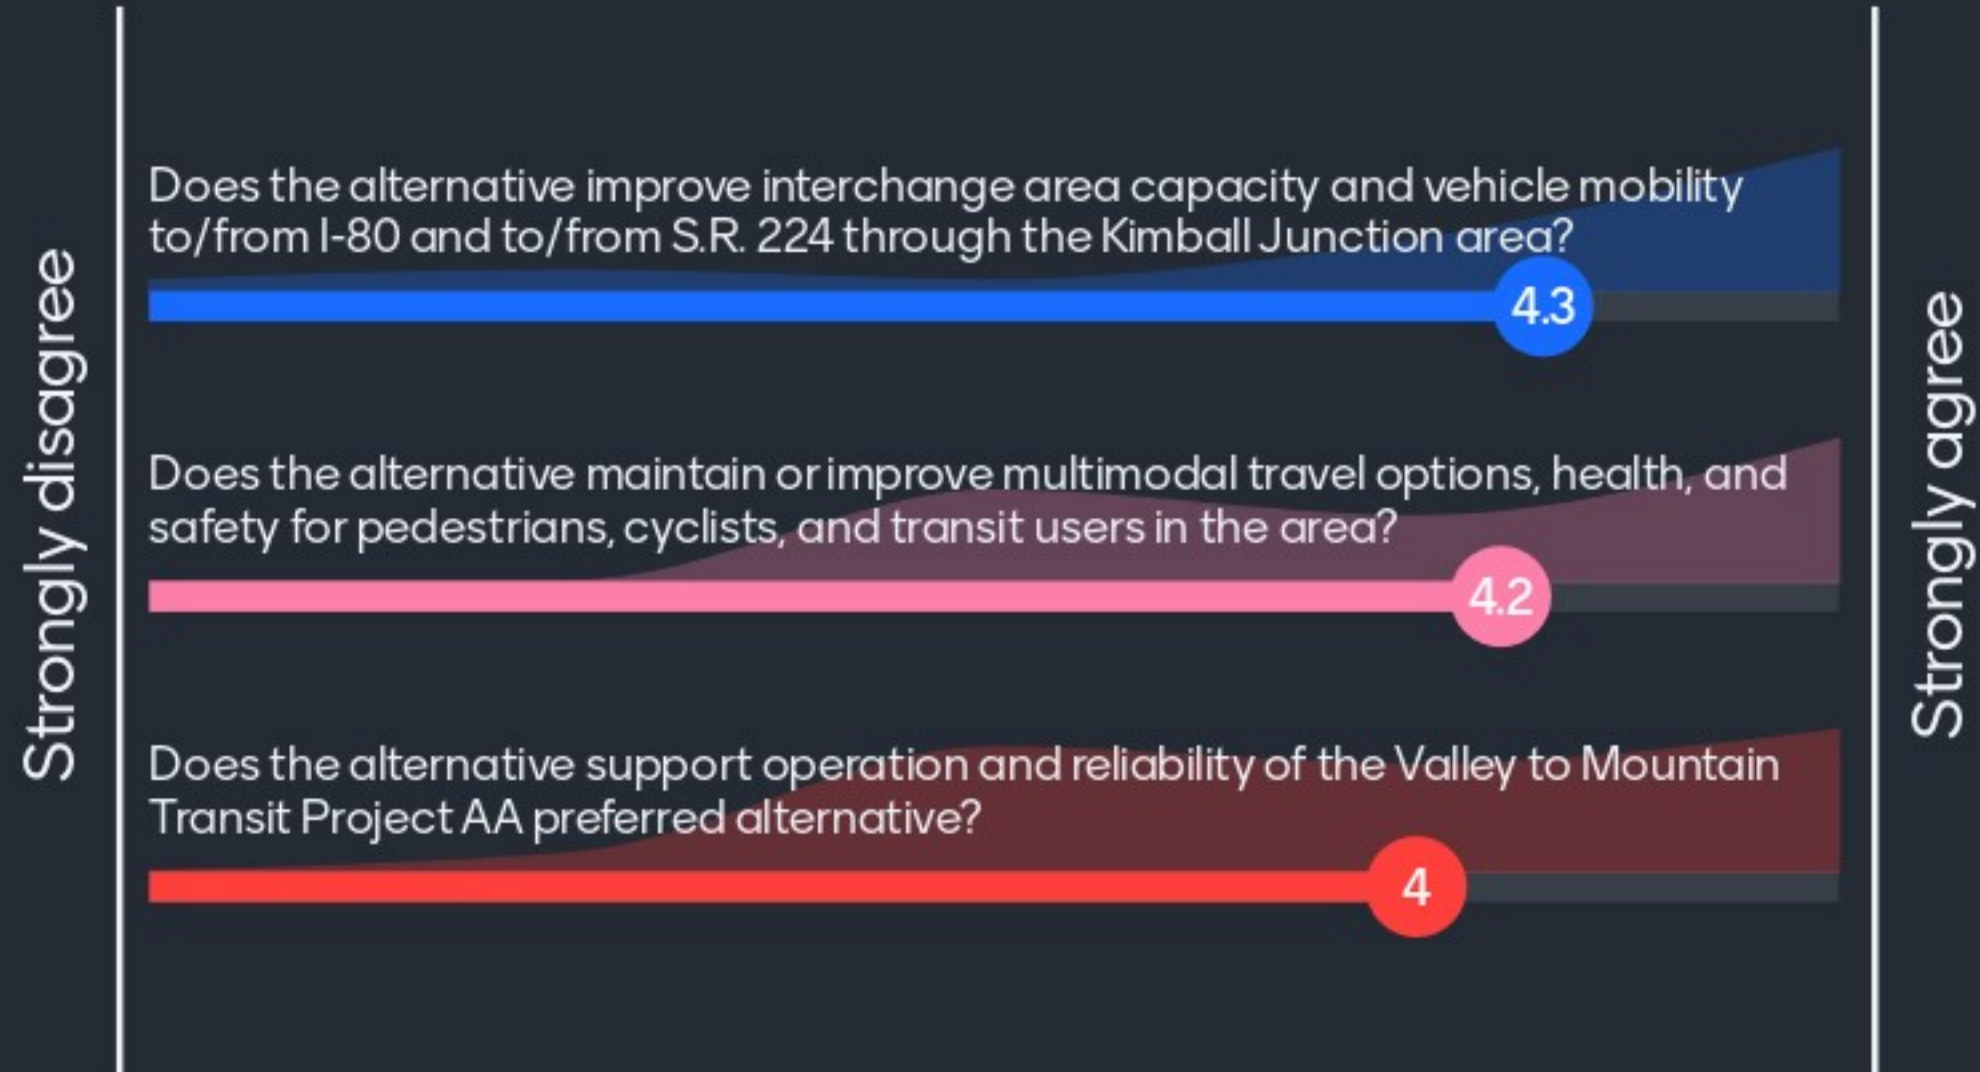 Strongly disagree
Does the alternative improve interchange area capacity and vehicle mobility
to/from I-80 and to/from S.R. 224 through the Kimball Junction area?
4.3
Does the alternative maintain or improve multimodal travel options, health, and
safety for pedestrians, cyclists, and transit users in the area?
4.2
Does the alternative support operation and reliability of the Valley to Mountain
Transit Project AA preferred alternative?
4
Strongly agree